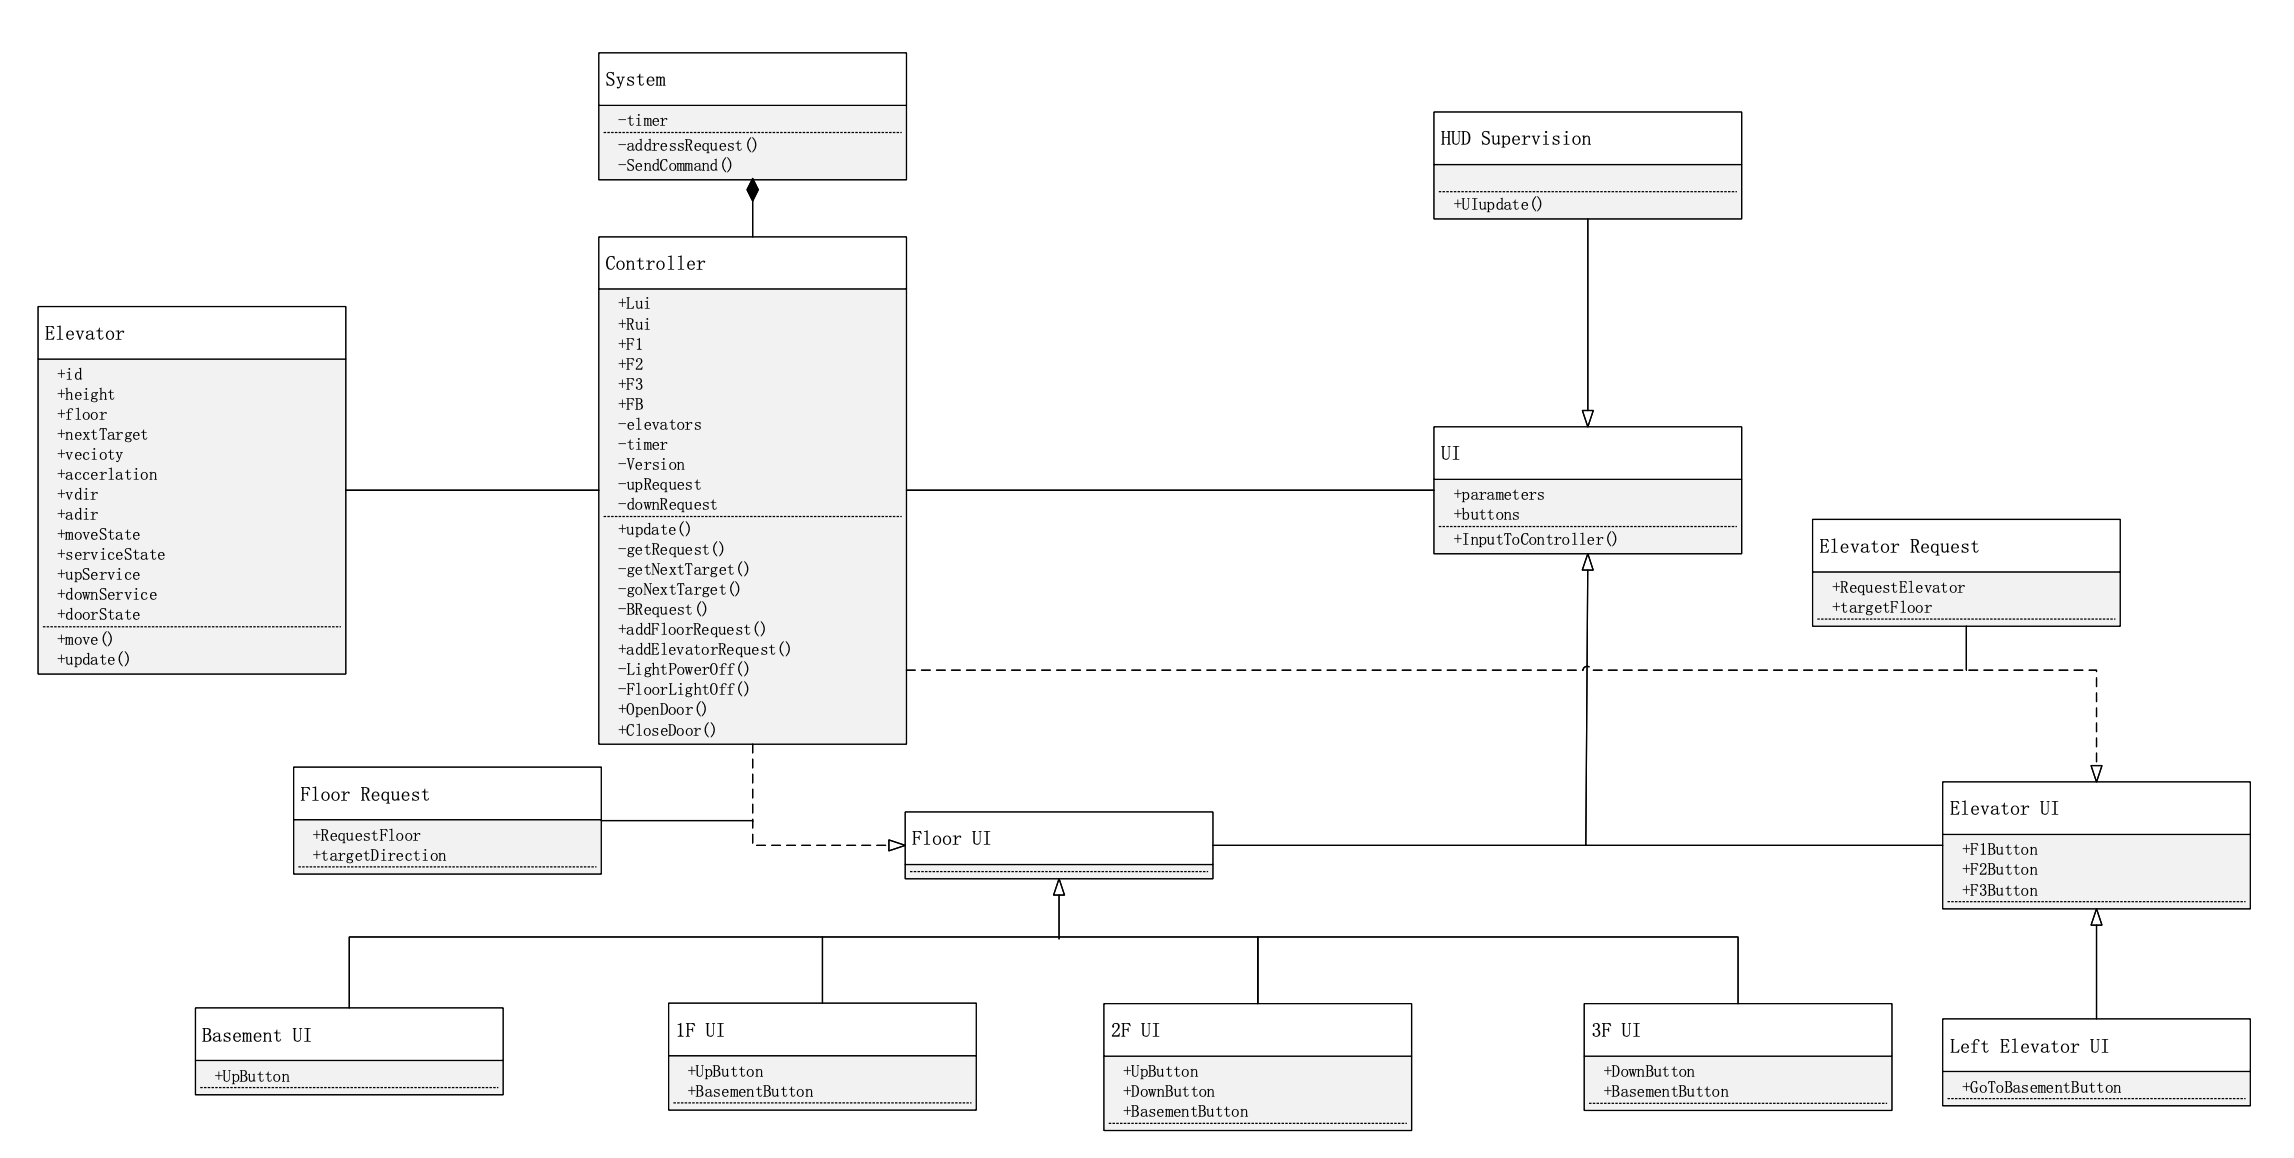 System
-timer
-addressRequest()
-SendCommand()
HUD Supervision
+UIupdate()
Controller
+Lui
+Rui
+F1
+F2
+F3
+FB
-elevators
-timer
-Version
-upRequest
-downRequest
+update()
-getRequest()
-getNextTarget()
-goNextTarget()
-BRequest()
+addFloorRequest()
+addElevatorRequest()
-LightPowerOff()
-FloorLightOff()
+OpenDoor()
+CloseDoor()
Elevator
+id
+height
+floor
+nextTarget
+vecioty
+accerlation
+vdir
+adir
+moveState
+serviceState
+upService
+downService
+doorState
+move()
+update()
UI
+parameters
+buttons
+InputToController()
Elevator Request
+RequestElevator
+targetFloor
Floor Request
+RequestFloor
+targetDirection
Floor UI
Elevator UI
+F1Button
+F2Button
+F3Button
Basement UI
+UpButton
1F UI
+UpButton
+BasementButton
2F UI
+UpButton
+DownButton
+BasementButton
3F UI
+DownButton
+BasementButton
Left Elevator UI
+GoToBasementButton